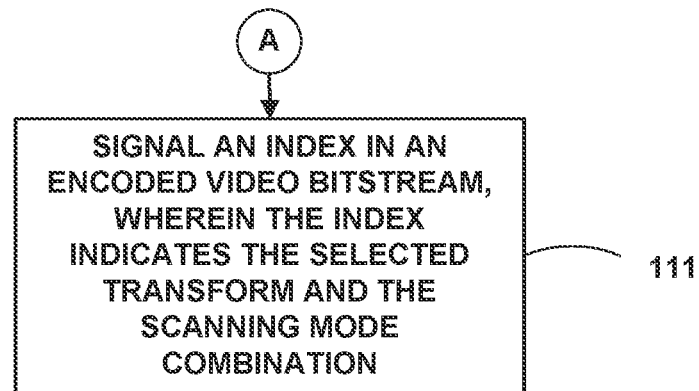 A
SIGNAL AN INDEX IN AN
ENCODED VIDEO BITSTREAM,
WHEREIN THE INDEX
INDICATES THE SELECTED
TRANSFORM AND THE
SCANNING MODE
COMBINATION
111